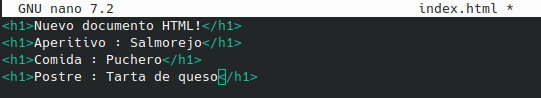 GNU nano 7.2 index.html *
<h1>Nuevo documento HTML!</h1>
<h1>Aperitivo : Salmorejo</h1>
<h1>Comida : Puchero</h1>
<h1>Postre : Tarta de queso</h1>